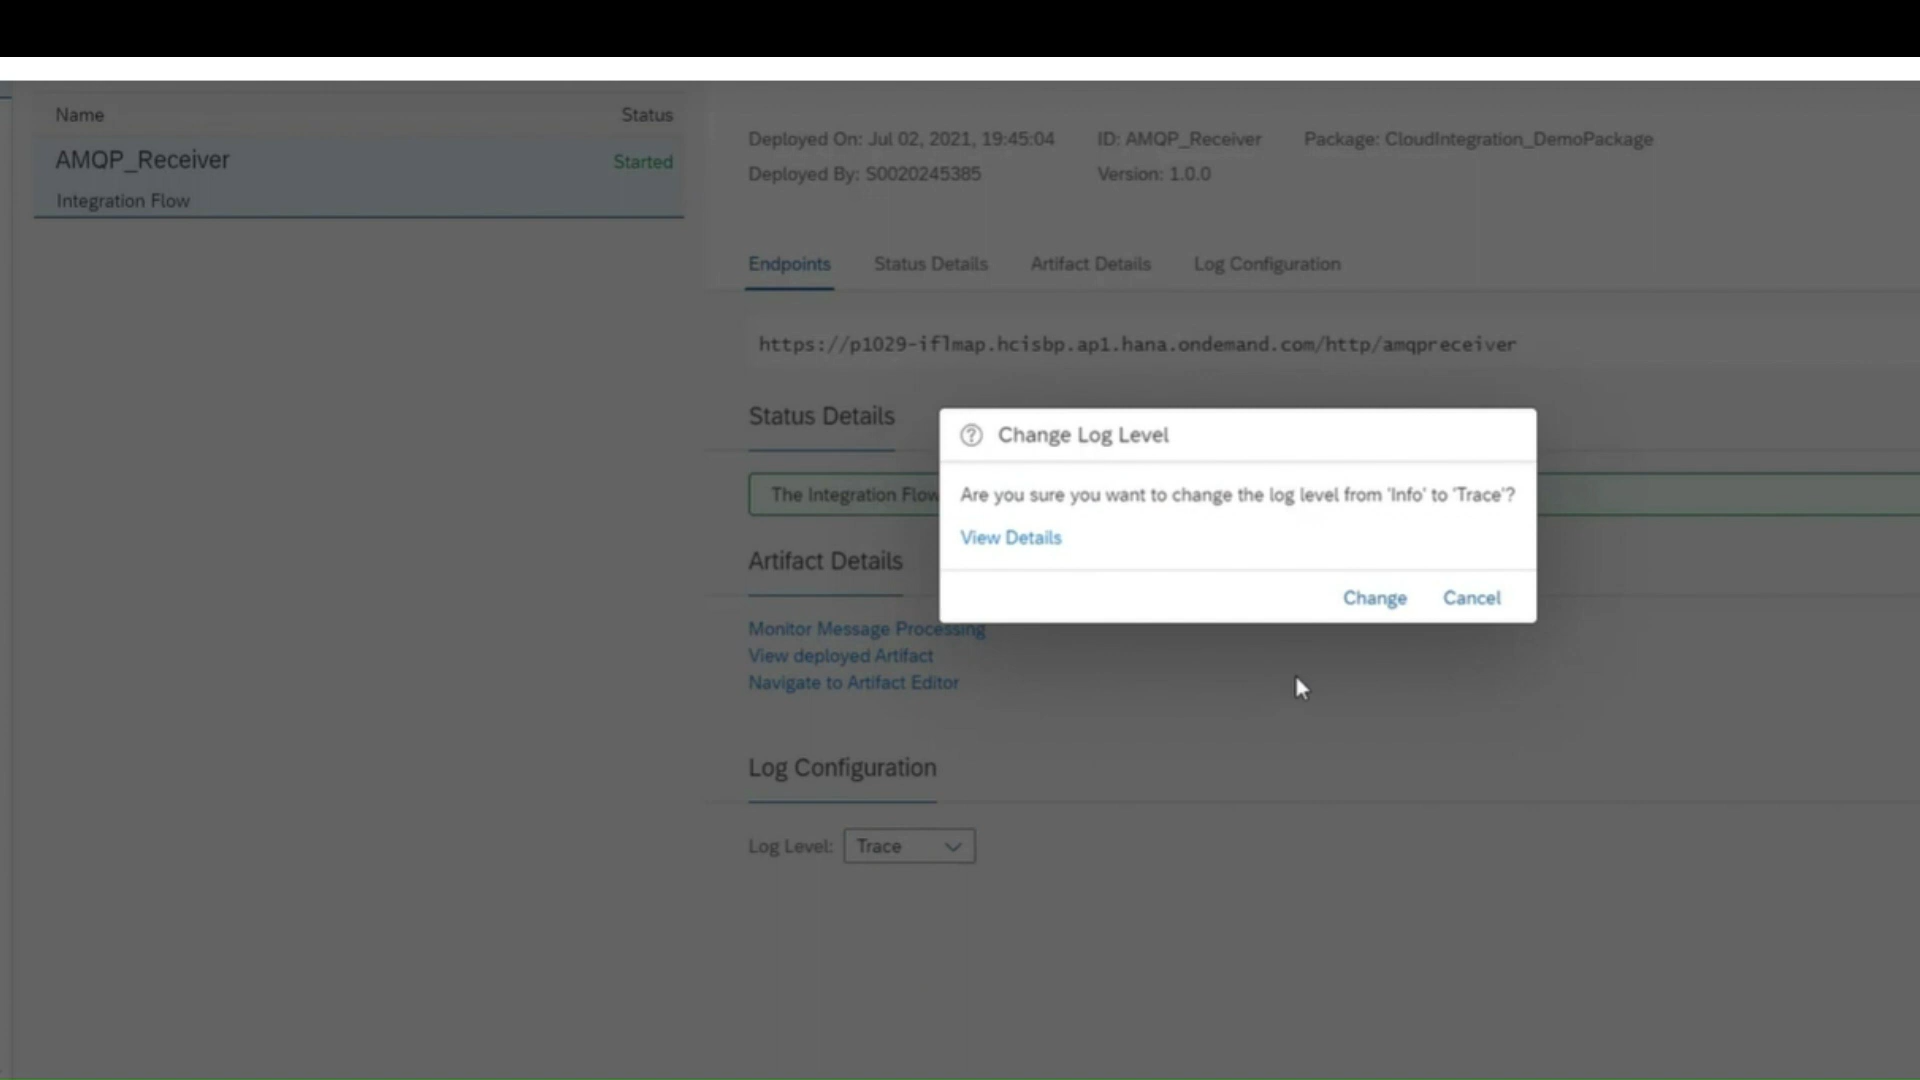 Name Status
AMQP_Receiver Started
Integration Flow
Deployed On: Jul 02, 2021, 19:45:04 ID: AMQP_Receiver Package: CloudIntegration_DemoPackage
Deployed By: S0020245385 Version: 1.0.0
Endpoints Status Details Artifact Details Log Configuration
https://p1029-iflmap.hcisbp.ap1.hana.ondemand.com/http/amqpreceiver
Status Details
The Integration Flow
Change Log Level
Are you sure you want to change the log level from 'Info' to 'Trace'?
View Details
Change Cancel
Artifact Details
Monitor Message Processing
View deployed Artifact
Navigate to Artifact Editor
Log Configuration
Log Level: Trace